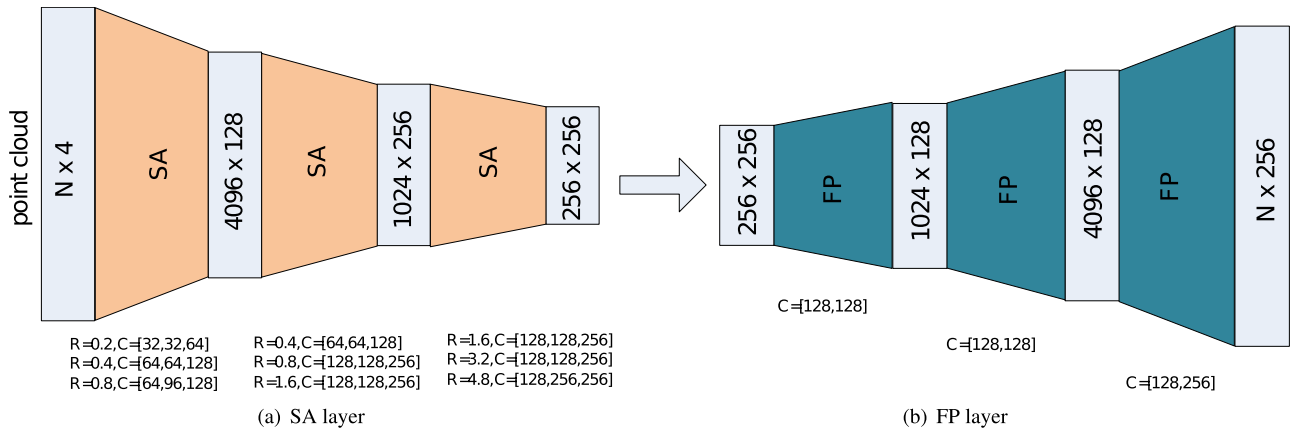 point cloud
N x 4
SA
4096 x 128
SA
1024 x 256
SA
256 x 256
256 x 256
FP
1024 x 128
FP
4096 x 128
FP
N x 256
R=0.2,C=[32,32,64]
R=0.4,C=[64,64,128]
R=0.8,C=[64,96,128]
R=0.4,C=[64,64,128]
R=0.8,C=[128,128,256]
R=1.6,C=[128,128,256]
R=1.6,C=[128,128,256]
R=3.2,C=[128,128,256]
R=4.8,C=[128,256,256]
C=[128,128]
C=[128,128]
C=[128,256]
(a) SA layer
(b) FP layer